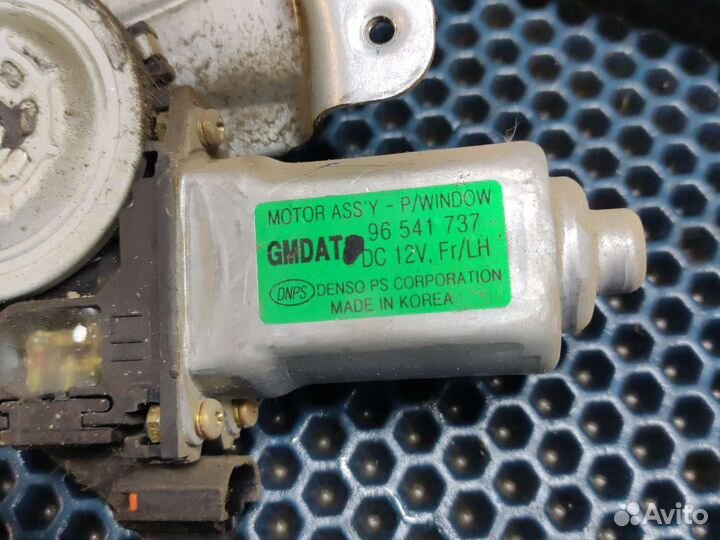 MOTOR ASS'Y - P/WINDOW
96 541 737
GMDAT DC 12V, Fr/LH
DNPS DENSO PS CORPORATION
MADE IN KOREA
Avito